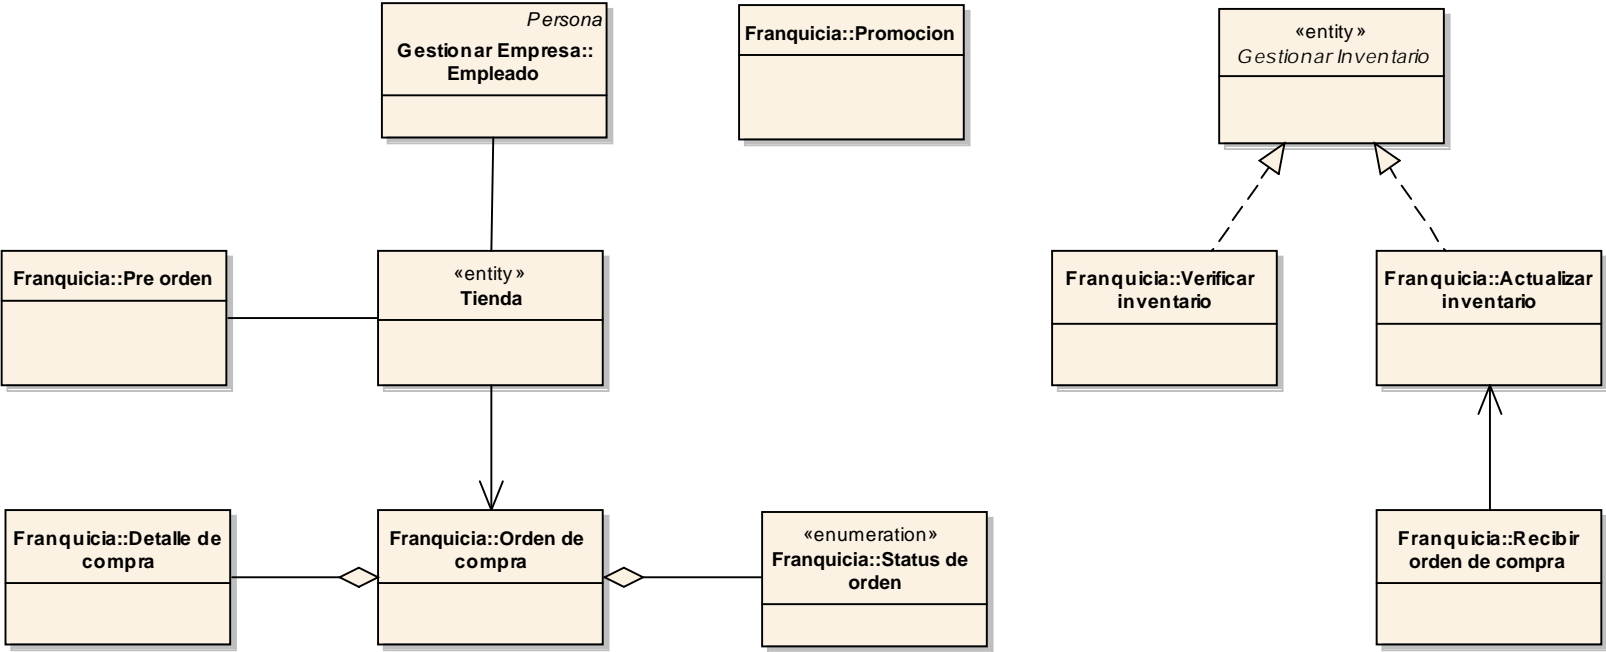 Persona
Gestionar Empresa::
Empleado
Franquicia::Promocion
«entity»
Gestionar Inventario
Franquicia::Pre orden
«entity»
Tienda
Franquicia::Verificar
inventario
Franquicia::Actualizar
inventario
Franquicia::Detalle de
compra
Franquicia::Orden de
compra
«enumeration»
Franquicia::Status de
orden
Franquicia::Recibir
orden de compra